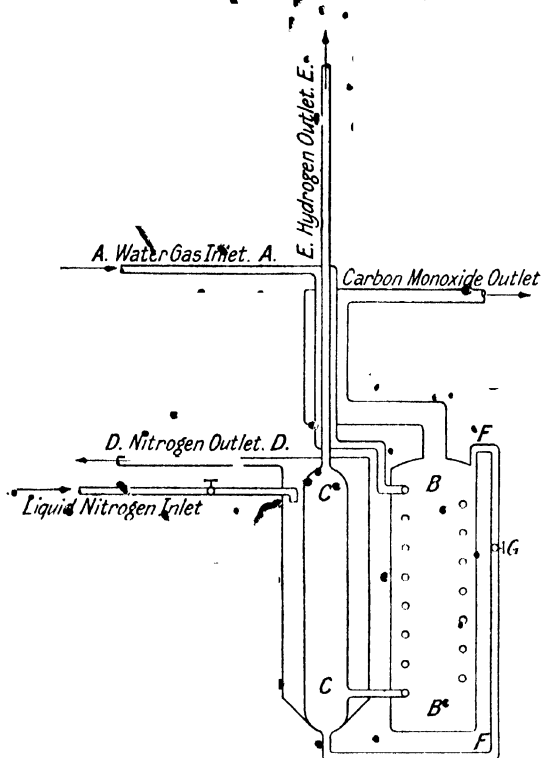 E. Hydrogen Outlet. E.
A. Water Gas Inlet. A.
Carbon Monoxide Outlet
D. Nitrogen Outlet. D.
F
C
B
Liquid Nitrogen Inlet
G
C
B
F